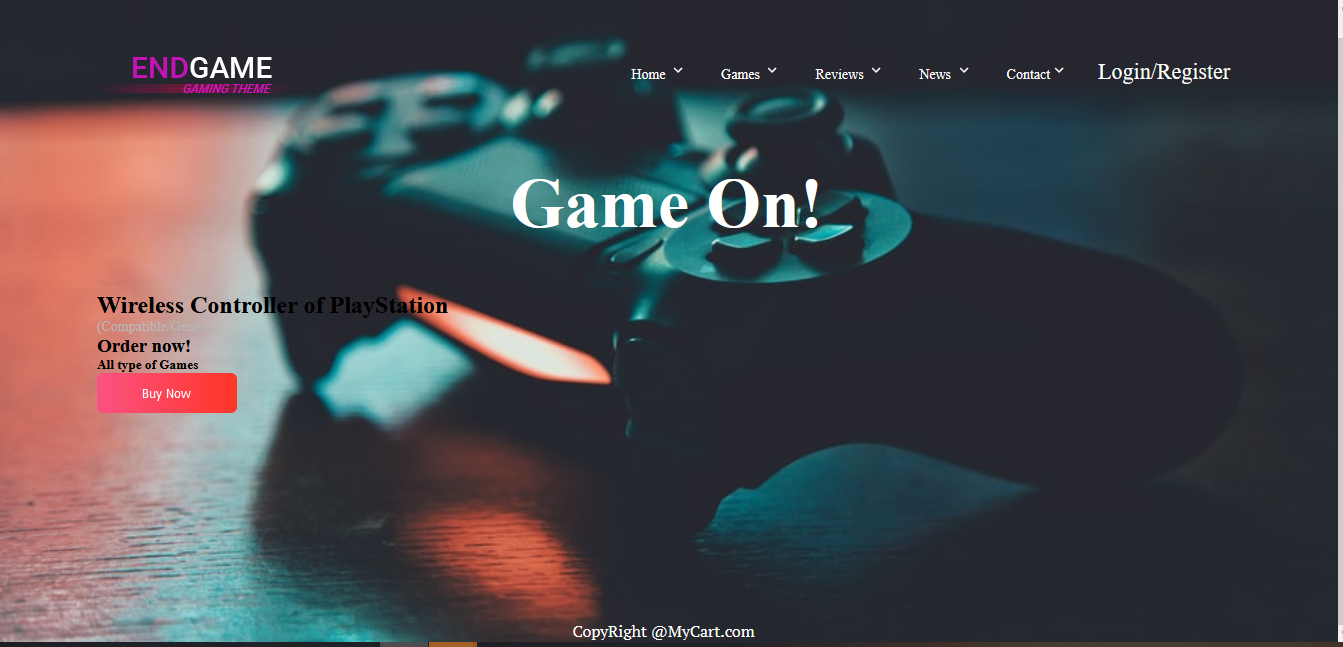 ENDGAME
GAMING THEME
Home Games Reviews News Contact Login/Register
Game On!
Wireless Controller of PlayStation
(Compatible/Generic)
Order now!
All type of Games
Buy Now
CopyRight @MyCart.com